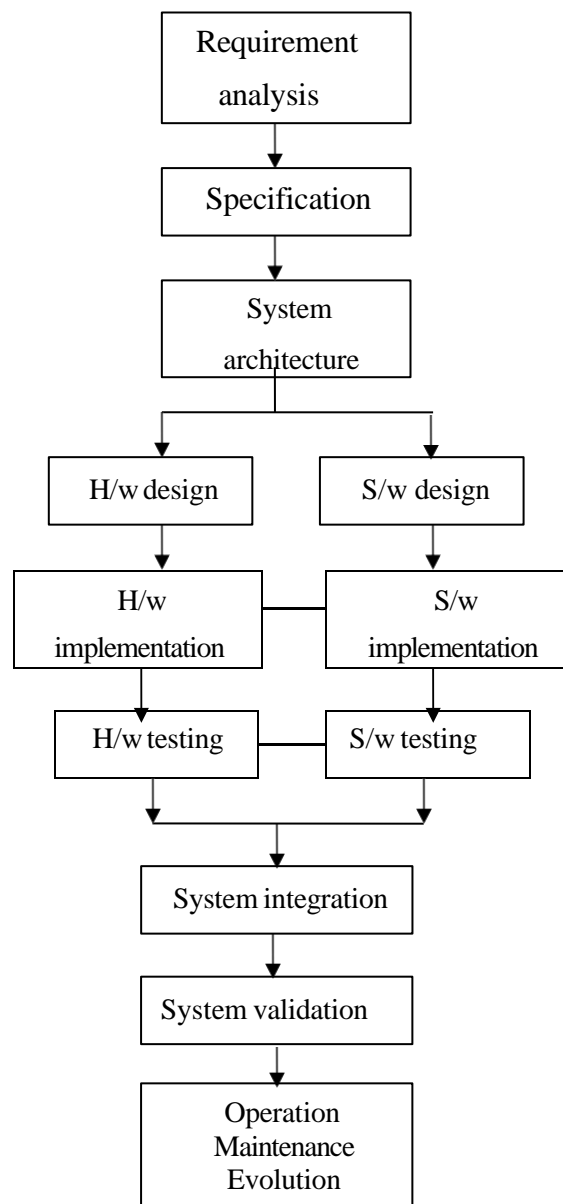 Requirement
analysis
Specification
System
architecture
H/w design
S/w design
H/w
implementation
S/w
implementation
H/w testing
S/w testing
System integration
System validation
Operation
Maintenance
Evolution